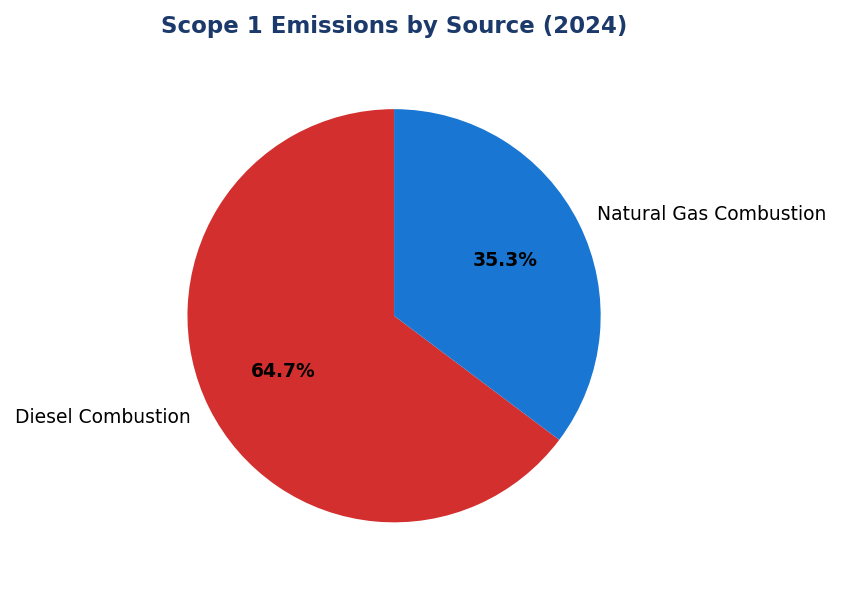 Scope 1 Emissions by Source (2024)
Natural Gas Combustion
35.3%
64.7%
Diesel Combustion